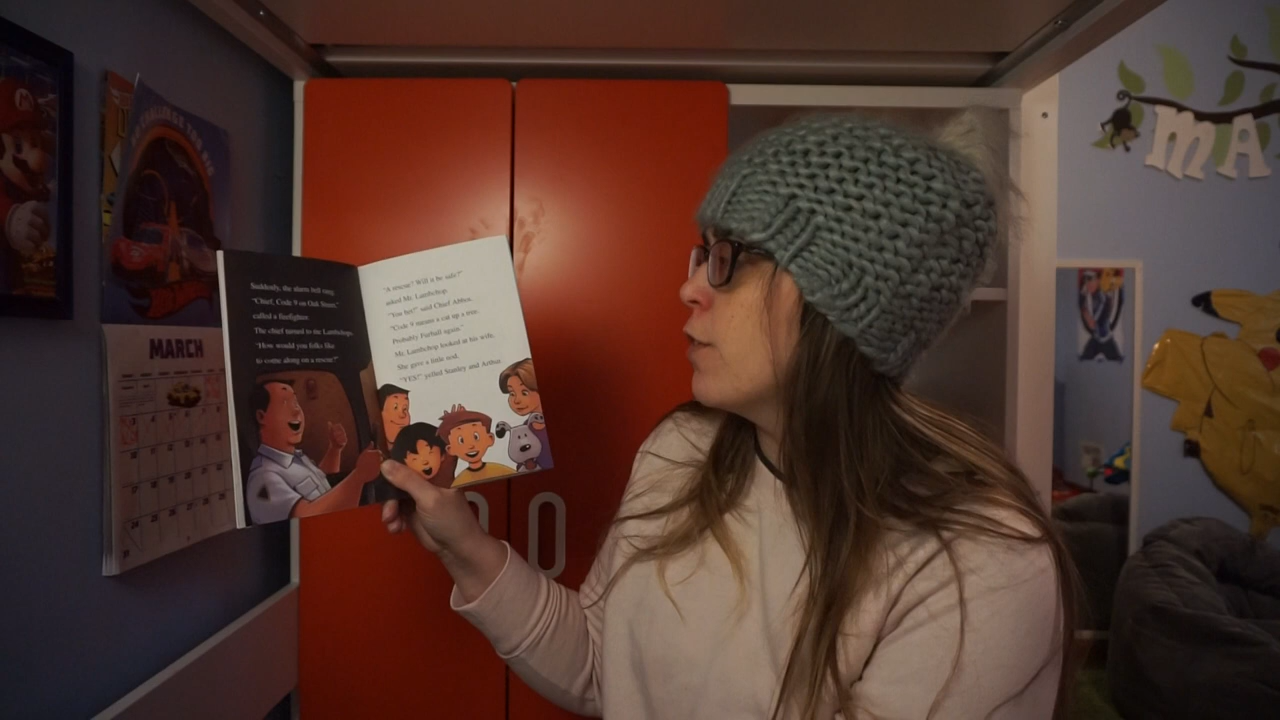 MARCH
Suddenly, the alarm bell rang.
"Chief, Code 9 on Oak Street,"
called a firefighter.
The chief turned to the Lambchops.
"How would you folks like
to come along on a rescue?"
"A rescue! Will it be safe?"
asked Mr. Lambchop.
"You bet!" said Chief Abbot.
"Code 9 means a cat up a tree.
Probably Furball again."
Mr. Lambchop looked at his wife.
She gave a little nod.
"YES!" yelled Stanley and Arthur.
MA